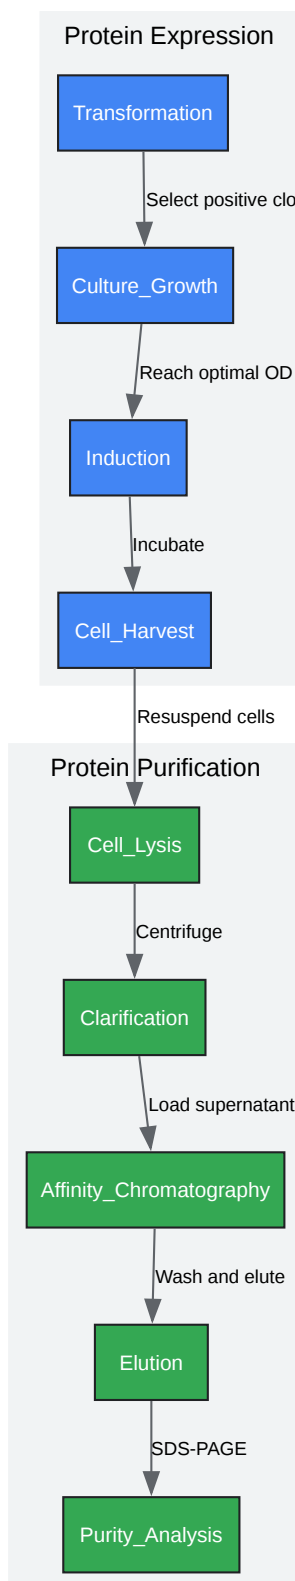 Protein Expression
Transformation
Select positive clo
Culture_Growth
Reach optimal OD
Induction
Incubate
Cell_Harvest
Resuspend cells
Protein Purification
Cell_Lysis
Centrifuge
Clarification
Load supernatant
Affinity_Chromatography
Wash and elute
Elution
SDS-PAGE
Purity_Analysis